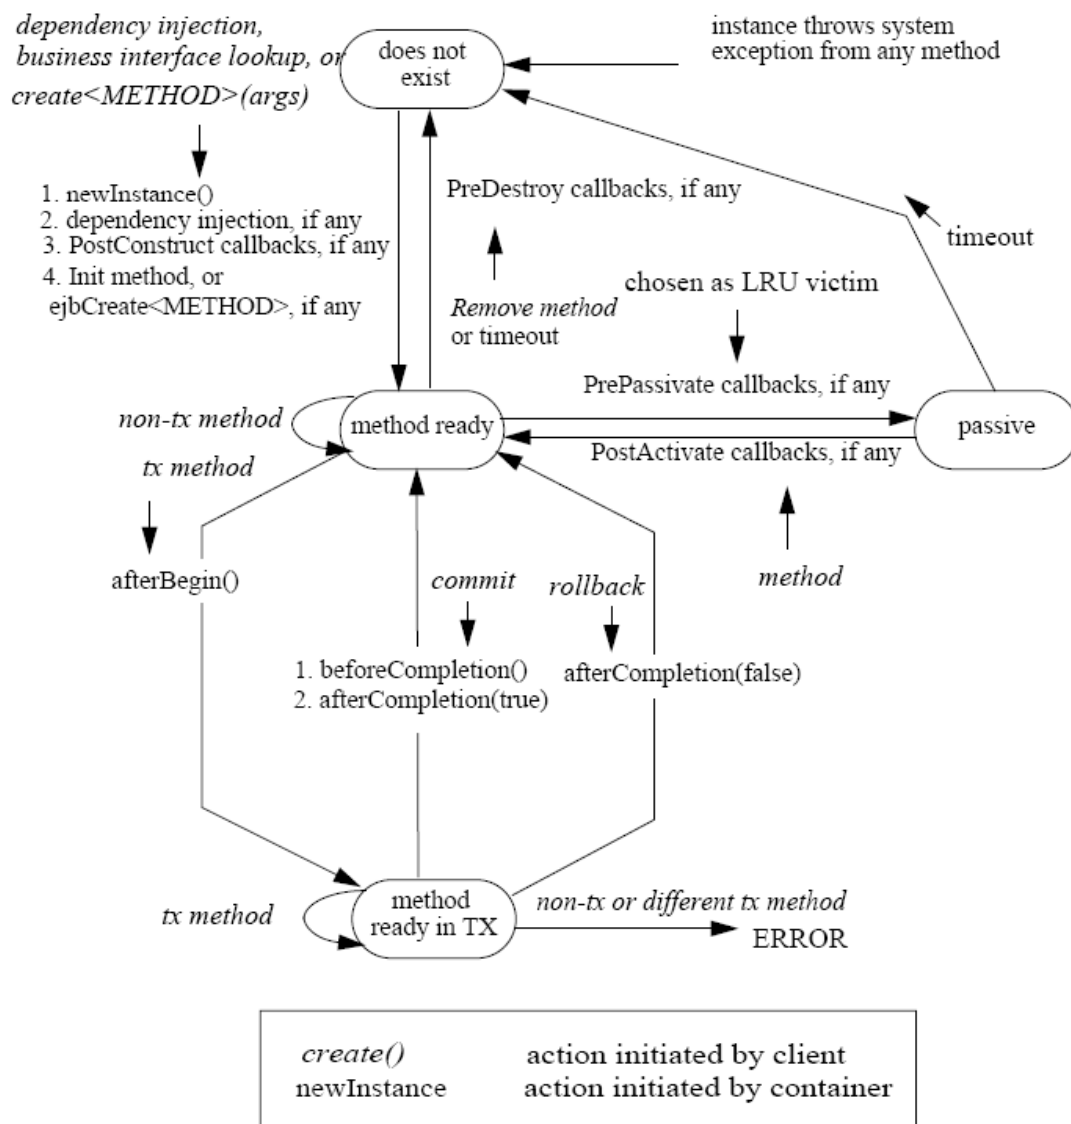 dependency injection,
business interface lookup, or
create<METHOD>(args)
does not
exist
instance throws system
exception from any method
1. newInstance()
2. dependency injection, if any
3. PostConstruct callbacks, if any
4. Init method, or
ejbCreate<METHOD>, if any
PreDestroy callbacks, if any
timeout
Remove method
or timeout
chosen as LRU victim
PrePassivate callbacks, if any
non-tx method
method ready
passive
PostActivate callbacks, if any
tx method
afterBegin()
commit
rollback
method
1. beforeCompletion()
2. afterCompletion(true)
afterCompletion(false)
tx method
method
ready in TX
non-tx or different tx method
ERROR
create()
action initiated by client
newInstance
action initiated by container